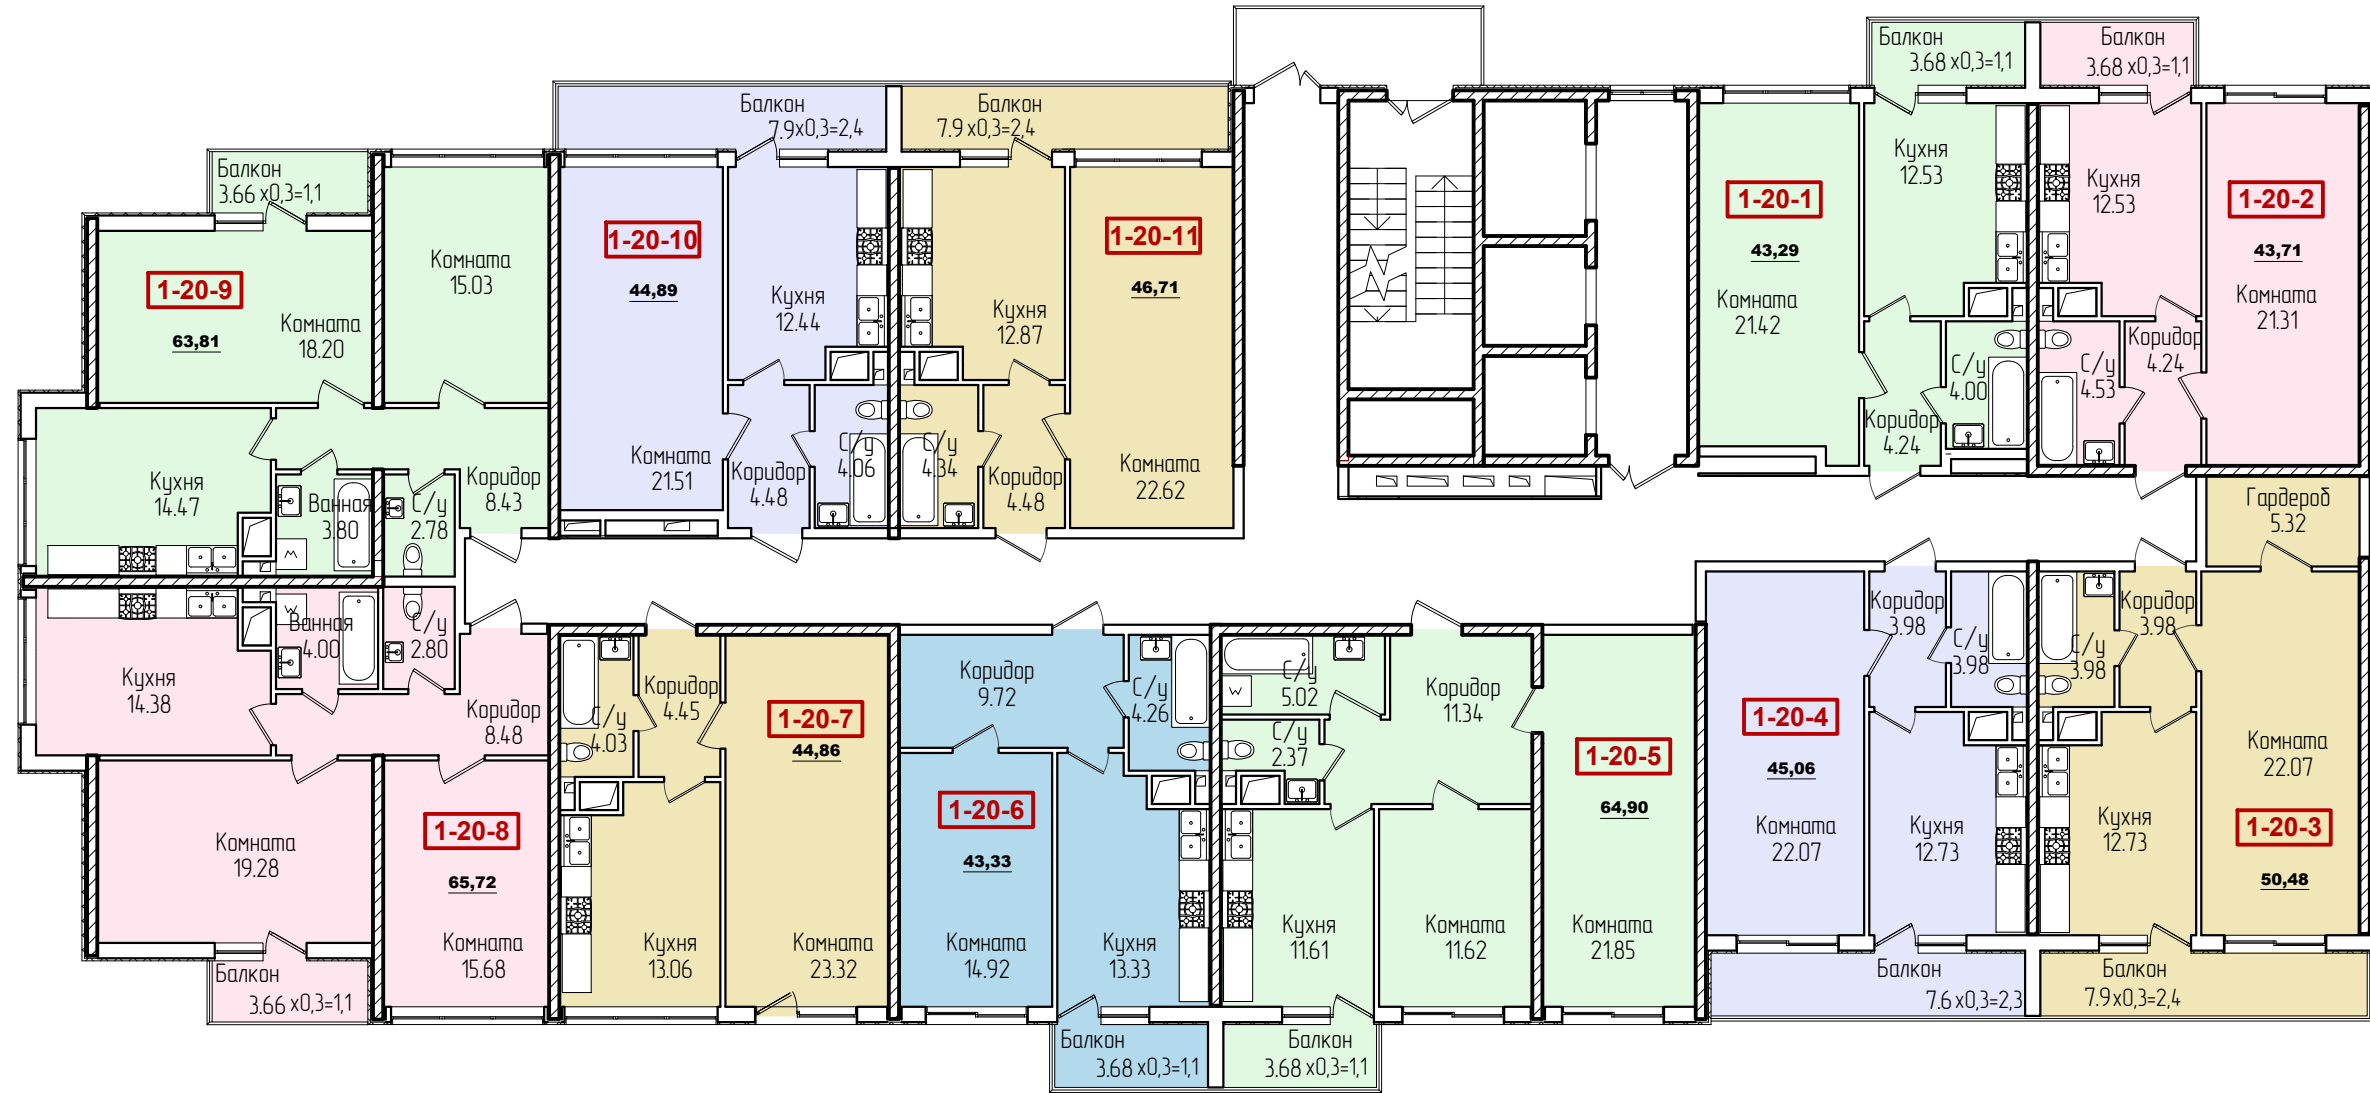 Балкон
3.66 x0,3=1,1
1-20-9
63,81
Комната
18.20
Комната
15.03
Кухня
14.47
Ванная
3.80
С/у
2.78
Коридор
8.43
Балкон
7.9x0,3=2,4
1-20-10
44,89
Кухня
12.44
Комната
21.51
Коридор
4.48
С/у
4.06
Балкон
7.9 x0,3=2,4
1-20-11
46,71
Кухня
12.87
С/у
4.34
Коридор
4.48
Комната
22.62
Балкон
3.68 x0,3=1,1
1-20-1
43,29
Кухня
12.53
Комната
21.42
Коридор
4.24
С/у
4.00
Балкон
3.68 x0,3=1,1
1-20-2
43,71
Кухня
12.53
Комната
21.31
Коридор
4.24
С/у
4.53
Гардероб
5.32
Кухня
14.38
Ванная
4.00
С/у
2.80
Коридор
8.48
Комната
19.28
1-20-8
65,72
Комната
15.68
Балкон
3.66 x0,3=1,1
С/у
4.03
Коридор
4.45
1-20-7
44,86
Кухня
13.06
Комната
23.32
Коридор
9.72
С/у
4.26
1-20-6
43,33
Комната
14.92
Кухня
13.33
Балкон
3.68 x0,3=1,1
С/у
5.02
С/у
2.37
Коридор
11.34
1-20-5
64,90
Кухня
11.61
Комната
11.62
Комната
21.85
Балкон
3.68 x0,3=1,1
Коридор
3.98
С/у
3.98
1-20-4
45,06
Комната
22.07
Кухня
12.73
Балкон
7.6 x0,3=2,3
С/у
3.98
Коридор
3.98
Комната
22.07
Кухня
12.73
1-20-3
50,48
Балкон
7.9 x0,3=2,4
W
M
W